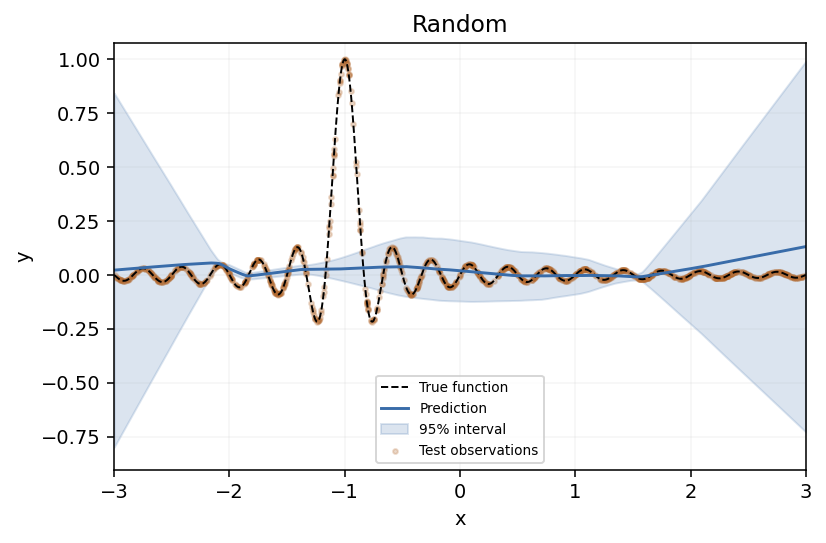 Random
1.00
0.75
0.50
0.25
0.00
−0.25
−0.50
−0.75
y
True function
Prediction
95% interval
Test observations
−3 −2 −1 0 1 2 3
x